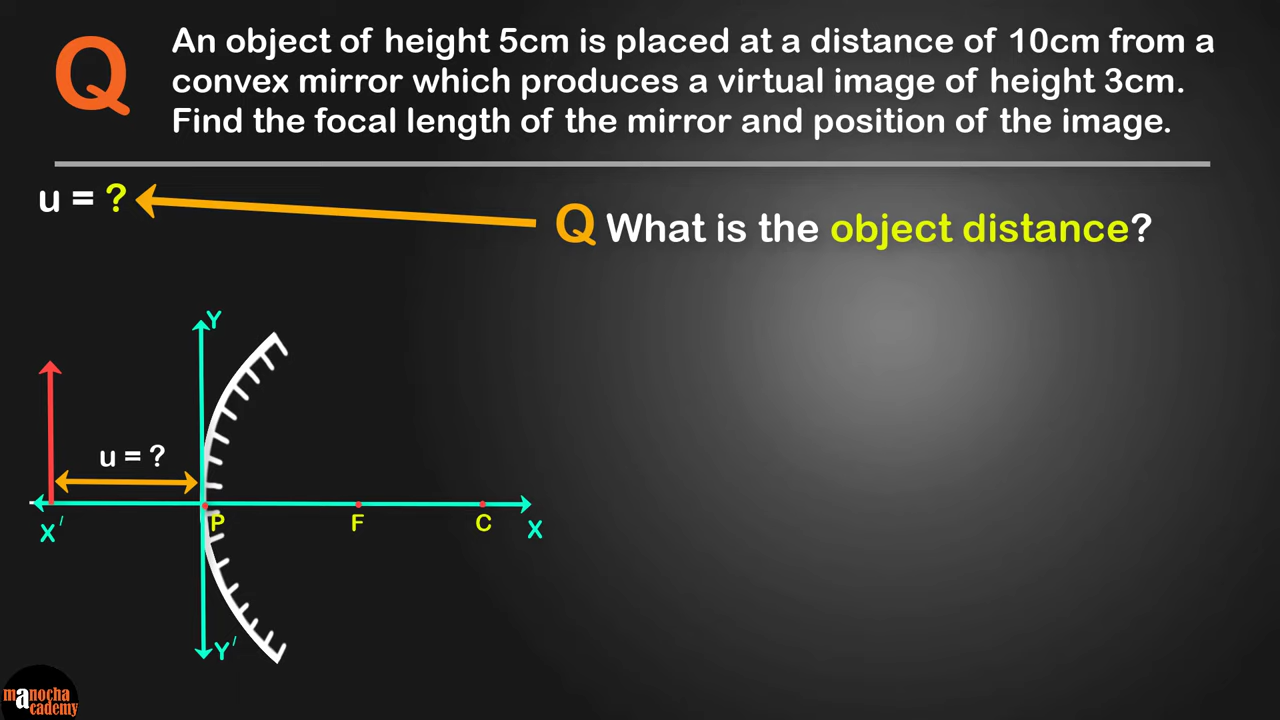 Q
An object of height 5cm is placed at a distance of 10cm from a
convex mirror which produces a virtual image of height 3cm.
Find the focal length of the mirror and position of the image.
u = ?
Q What is the object distance?
Y
u = ?
P
F
C
X′
X
Y′
manocha
academy